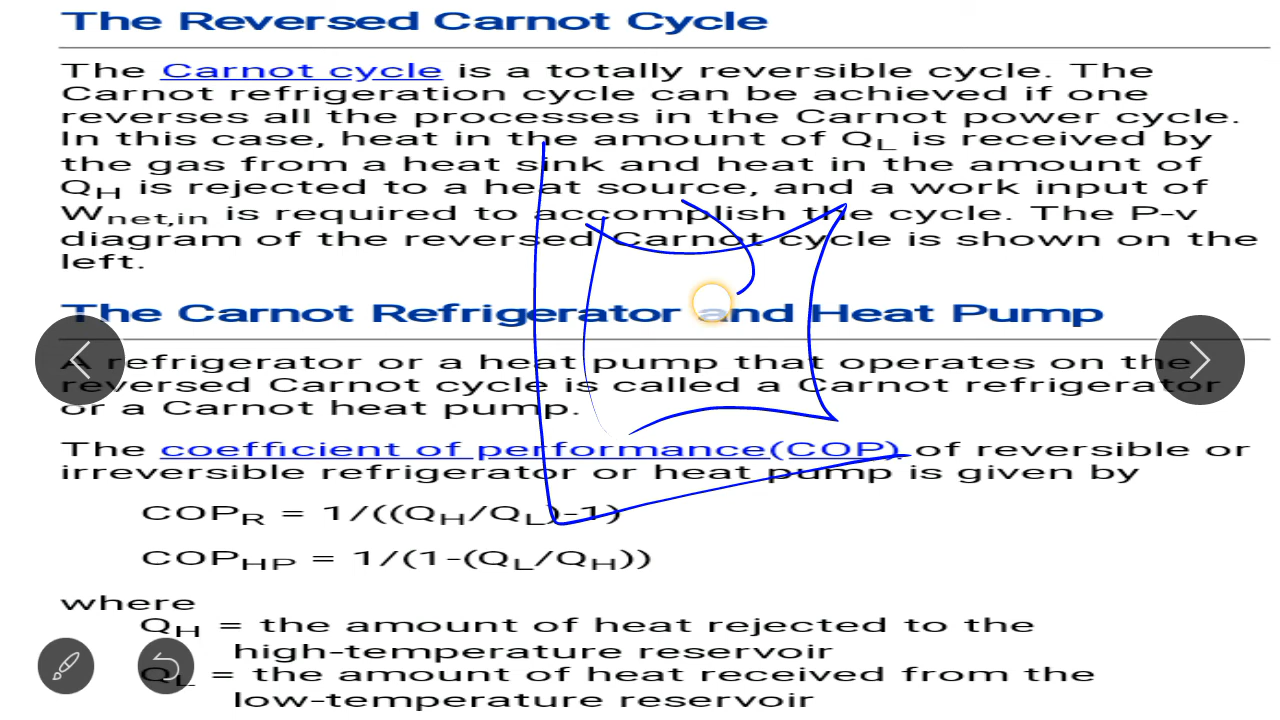 The Reversed Carnot Cycle
The Carnot cycle is a totally reversible cycle. The
Carnot refrigeration cycle can be achieved if one
reverses all the processes in the Carnot power cycle.
In this case, heat in the amount of QL is received by
the gas from a heat sink and heat in the amount of
QH is rejected to a heat source, and a work input of
Wnet,in is required to accomplish the cycle. The P-v
diagram of the reversed Carnot cycle is shown on the
left.
The Carnot Refrigerator and Heat Pump
A refrigerator or a heat pump that operates on the
reversed Carnot cycle is called a Carnot refrigerator
or a Carnot heat pump.
The coefficient of performance(COP) of reversible or
irreversible refrigerator or heat pump is given by
COPR = 1/((QH/QL)-1)
COPHP = 1/(1-(QL/QH))
where
QH = the amount of heat rejected to the
high-temperature reservoir
QL = the amount of heat received from the
low-temperature reservoir